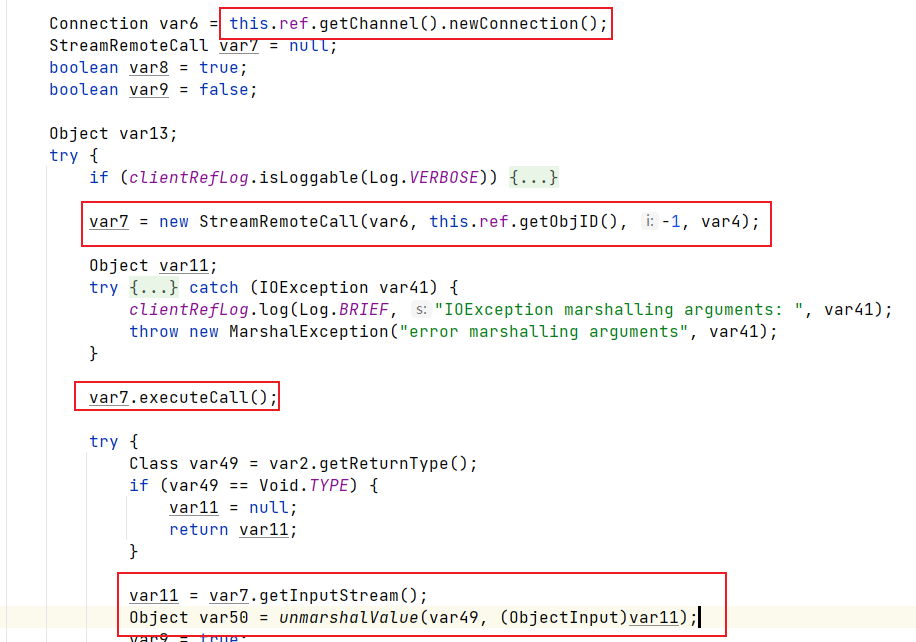 Connection var6 = this.ref.getChannel().newConnection();
StreamRemoteCall var7 = null;
boolean var8 = true;
boolean var9 = false;
Object var13;
try {
if (clientRefLog.isLoggable(Log.VERBOSE)) {...}
var7 = new StreamRemoteCall(var6, this.ref.getObjID(), i: -1, var4);
Object var11;
try {...} catch (IOException var41) {
clientRefLog.log(Log.BRIEF, s: "IOException marshalling arguments: ", var41);
throw new MarshalException("error marshalling arguments", var41);
}
var7.executeCall();
try {
Class var49 = var2.getReturnType();
if (var49 == Void.TYPE) {
var11 = null;
return var11;
}
var11 = var7.getInputStream();
Object var50 = unmarshalValue(var49, (ObjectInput)var11);
var9 = true;